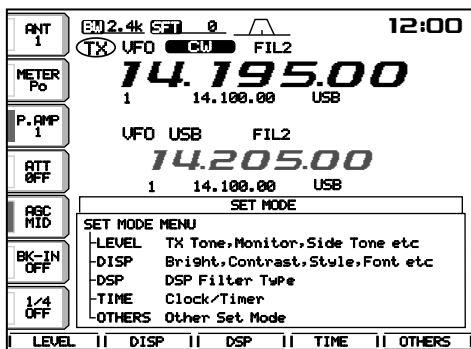 ANT 1
BW 2.4k SFT 0 12:00
TX VFO CW FIL2
METER Po
14.195.00
1 14.100.00 USB
P.AMP 1
VFO USB FIL2
ATT OFF
14.205.00
1 14.100.00 USB
AGC MID
SET MODE
SET MODE MENU
LEVEL TX Tone,Monitor,Side Tone etc
BK-IN OFF
DISP Bright,Contrast,Style,Font etc
DSP DSP Filter Type
1/4 OFF
TIME Clock/Timer
OTHERS Other Set Mode
LEVEL DISP DSP TIME OTHERS